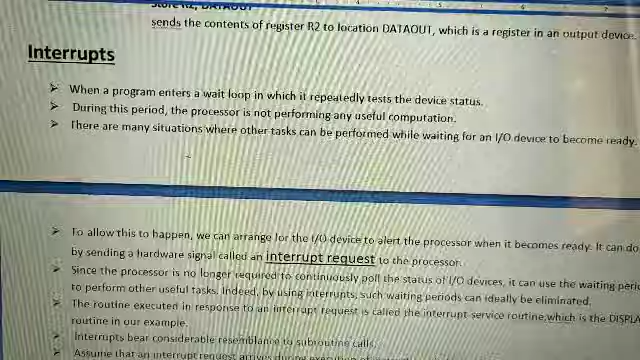 Store R2, DATAOUT
sends the contents of register R2 to location DATAOUT, which is a register in an output device.
Interrupts
➤ When a program enters a wait loop in which it repeatedly tests the device status.
➤ During this period, the processor is not performing any useful computation.
➤ There are many situations where other tasks can be performed while waiting for an I/O device to become ready.
➤ To allow this to happen, we can arrange for the I/O device to alert the processor when it becomes ready. It can do
by sending a hardware signal called an interrupt request to the processor.
➤ Since the processor is no longer required to continuously poll the status of I/O devices, it can use the waiting
to perform other useful tasks. Indeed, by using interrupts, such waiting periods can ideally be eliminated.
➤ The routine executed in response to an interrupt request is called the interrupt-service routine,which is the
routine in our example.
➤ Interrupts bear considerable resemblance to subroutine calls.
➤ Assume that an interrupt request arrives during execution of